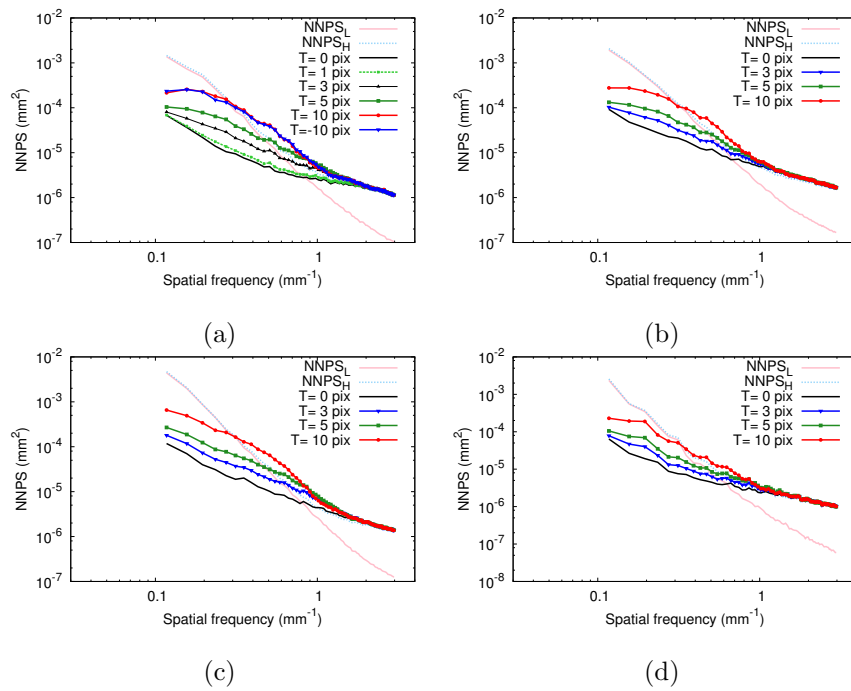 10^-2
10^-3
10^-4
10^-5
10^-6
10^-7
0.1
1
NNPS (mm^2)
Spatial frequency (mm^-1)
NNPS_L
NNPS_H
T= 0 pix
T= 1 pix
T= 3 pix
T= 5 pix
T= 10 pix
T=-10 pix
(a)
10^-2
10^-3
10^-4
10^-5
10^-6
10^-7
0.1
1
NNPS (mm^2)
Spatial frequency (mm^-1)
NNPS_L
NNPS_H
T= 0 pix
T= 3 pix
T= 5 pix
T= 10 pix
(b)
10^-2
10^-3
10^-4
10^-5
10^-6
10^-7
0.1
1
NNPS (mm^2)
Spatial frequency (mm^-1)
NNPS_L
NNPS_H
T= 0 pix
T= 3 pix
T= 5 pix
T= 10 pix
(c)
10^-2
10^-3
10^-4
10^-5
10^-6
10^-7
10^-8
0.1
1
NNPS (mm^2)
Spatial frequency (mm^-1)
NNPS_L
NNPS_H
T= 0 pix
T= 3 pix
T= 5 pix
T= 10 pix
(d)